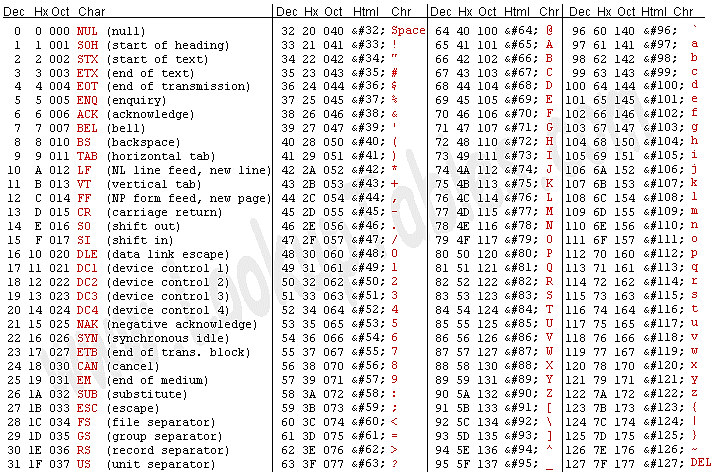 Dec Hx Oct Char Dec Hx Oct Html Chr Dec Hx Oct Html Chr Dec Hx Oct Html Chr
0 0 000 NUL (null) 32 20 040 &#32; Space 64 40 100 &#64; @ 96 60 140 &#96; `
1 1 001 SOH (start of heading) 33 21 041 &#33; ! 65 41 101 &#65; A 97 61 141 &#97; a
2 2 002 STX (start of text) 34 22 042 &#34; " 66 42 102 &#66; B 98 62 142 &#98; b
3 3 003 ETX (end of text) 35 23 043 &#35; # 67 43 103 &#67; C 99 63 143 &#99; c
4 4 004 EOT (end of transmission) 36 24 044 &#36; $ 68 44 104 &#68; D 100 64 144 &#100; d
5 5 005 ENQ (enquiry) 37 25 045 &#37; % 69 45 105 &#69; E 101 65 145 &#101; e
6 6 006 ACK (acknowledge) 38 26 046 &#38; & 70 46 106 &#70; F 102 66 146 &#102; f
7 7 007 BEL (bell) 39 27 047 &#39; ' 71 47 107 &#71; G 103 67 147 &#103; g
8 8 010 BS (backspace) 40 28 050 &#40; ( 72 48 110 &#72; H 104 68 150 &#104; h
9 9 011 TAB (horizontal tab) 41 29 051 &#41; ) 73 49 111 &#73; I 105 69 151 &#105; i
10 A 012 LF (NL line feed, new line) 42 2A 052 &#42; * 74 4A 112 &#74; J 106 6A 152 &#106; j
11 B 013 VT (vertical tab) 43 2B 053 &#43; + 75 4B 113 &#75; K 107 6B 153 &#107; k
12 C 014 FF (NP form feed, new page) 44 2C 054 &#44; , 76 4C 114 &#76; L 108 6C 154 &#108; l
13 D 015 CR (carriage return) 45 2D 055 &#45; - 77 4D 115 &#77; M 109 6D 155 &#109; m
14 E 016 SO (shift out) 46 2E 056 &#46; . 78 4E 116 &#78; N 110 6E 156 &#110; n
15 F 017 SI (shift in) 47 2F 057 &#47; / 79 4F 117 &#79; O 111 6F 157 &#111; o
16 10 020 DLE (data link escape) 48 30 060 &#48; 0 80 50 120 &#80; P 112 70 160 &#112; p
17 11 021 DC1 (device control 1) 49 31 061 &#49; 1 81 51 121 &#81; Q 113 71 161 &#113; q
18 12 022 DC2 (device control 2) 50 32 062 &#50; 2 82 52 122 &#82; R 114 72 162 &#114; r
19 13 023 DC3 (device control 3) 51 33 063 &#51; 3 83 53 123 &#83; S 115 73 163 &#115; s
20 14 024 DC4 (device control 4) 52 34 064 &#52; 4 84 54 124 &#84; T 116 74 164 &#116; t
21 15 025 NAK (negative acknowledge) 53 35 065 &#53; 5 85 55 125 &#85; U 117 75 165 &#117; u
22 16 026 SYN (synchronous idle) 54 36 066 &#54; 6 86 56 126 &#86; V 118 76 166 &#118; v
23 17 027 ETB (end of trans. block) 55 37 067 &#55; 7 87 57 127 &#87; W 119 77 167 &#119; w
24 18 030 CAN (cancel) 56 38 070 &#56; 8 88 58 130 &#88; X 120 78 170 &#120; x
25 19 031 EM (end of medium) 57 39 071 &#57; 9 89 59 131 &#89; Y 121 79 171 &#121; y
26 1A 032 SUB (substitute) 58 3A 072 &#58; : 90 5A 132 &#90; Z 122 7A 172 &#122; z
27 1B 033 ESC (escape) 59 3B 073 &#59; ; 91 5B 133 &#91; [ 123 7B 173 &#123; {
28 1C 034 FS (file separator) 60 3C 074 &#60; < 92 5C 134 &#92; \ 124 7C 174 &#124; |
29 1D 035 GS (group separator) 61 3D 075 &#61; = 93 5D 135 &#93; ] 125 7D 175 &#125; }
30 1E 036 RS (record separator) 62 3E 076 &#62; > 94 5E 136 &#94; ^ 126 7E 176 &#126; ~
31 1F 037 US (unit separator) 63 3F 077 &#63; ? 95 5F 137 &#95; _ 127 7F 177 &#127; DEL